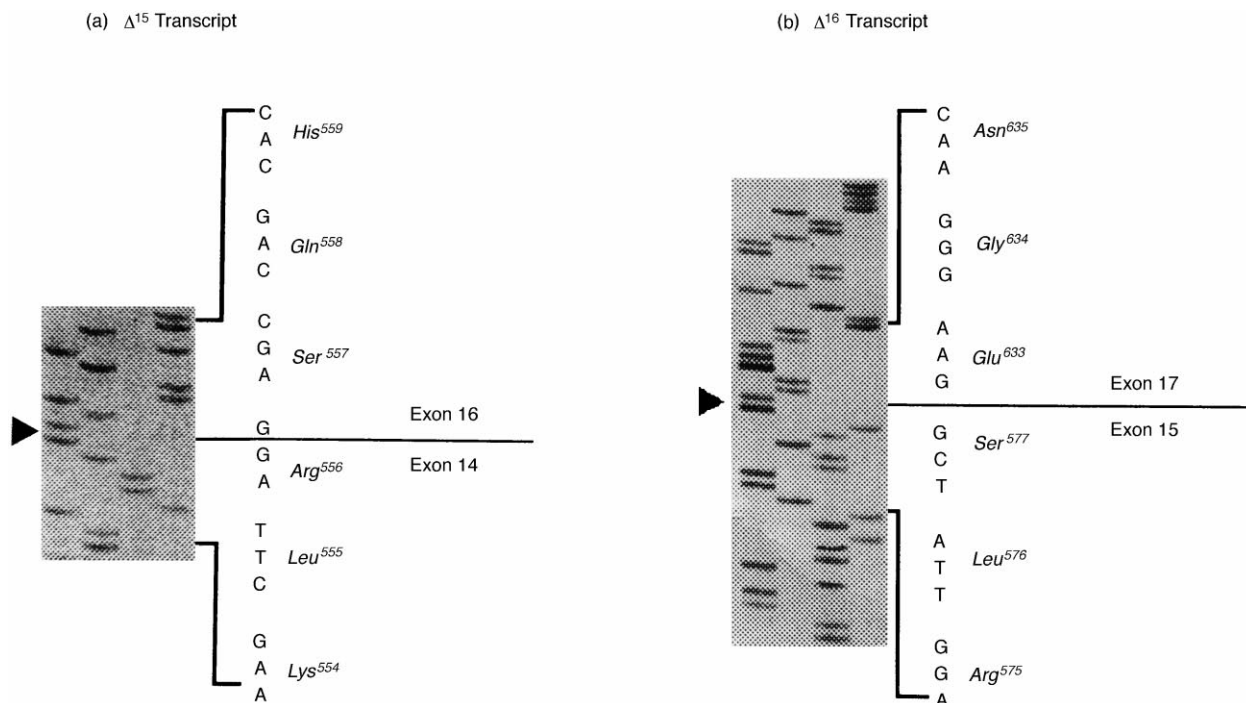 (a) Δ¹⁵ Transcript
C
A His⁵⁵⁹
C
G
A Gln⁵⁵⁸
C
C
G Ser ⁵⁵⁷
A
Exon 16
G
G Arg⁵⁵⁶ Exon 14
A
T
T Leu⁵⁵⁵
C
G
A Lys⁵⁵⁴
A
(b) Δ¹⁶ Transcript
C
A Asn⁶³⁵
A
G
G Gly⁶³⁴
G
A
A Glu⁶³³
G Exon 17
G Exon 15
C Ser⁵⁷⁷
T
A
T Leu⁵⁷⁶
T
G
G Arg⁵⁷⁵
A